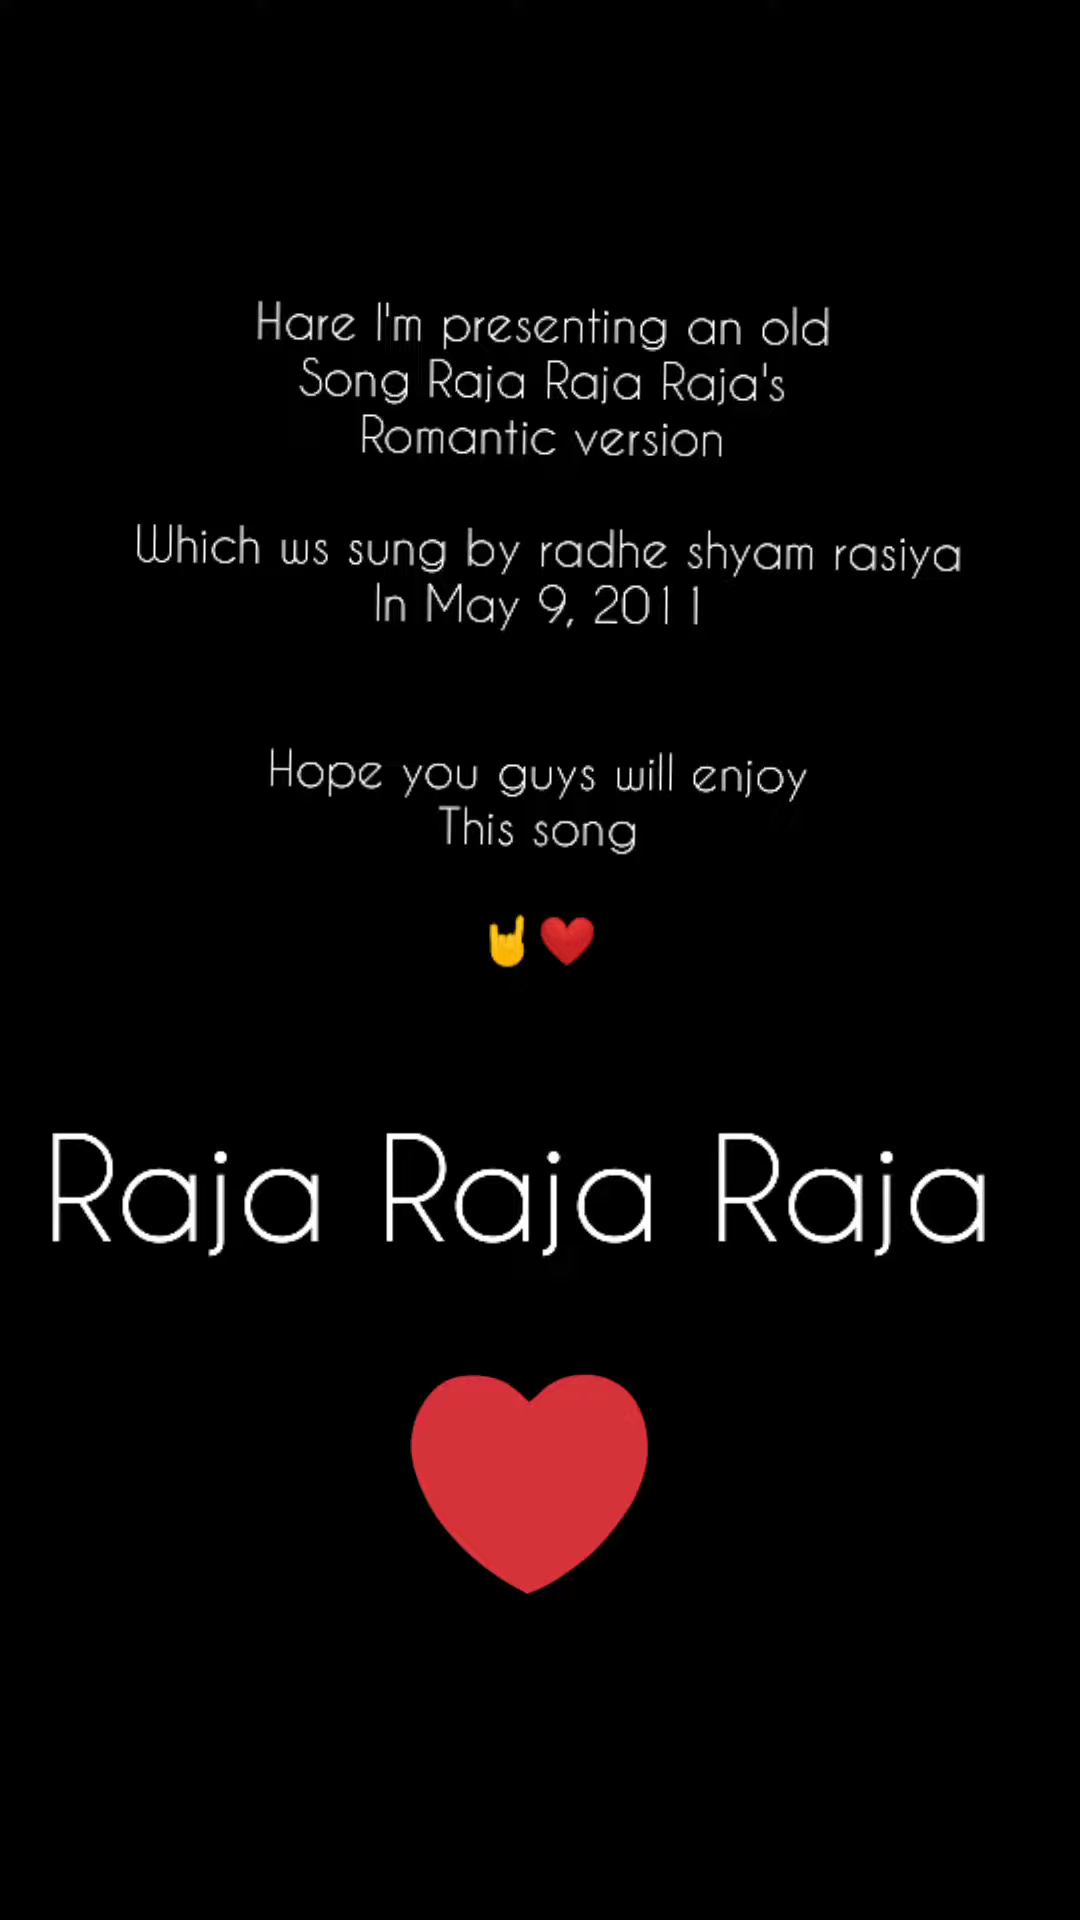 Hare I'm presenting an old
Song Raja Raja Raja's
Romantic version
Which ws sung by radhe shyam rasiya
In May 9, 2011
Hope you guys will enjoy
This song
🤘❤️
Raja Raja Raja